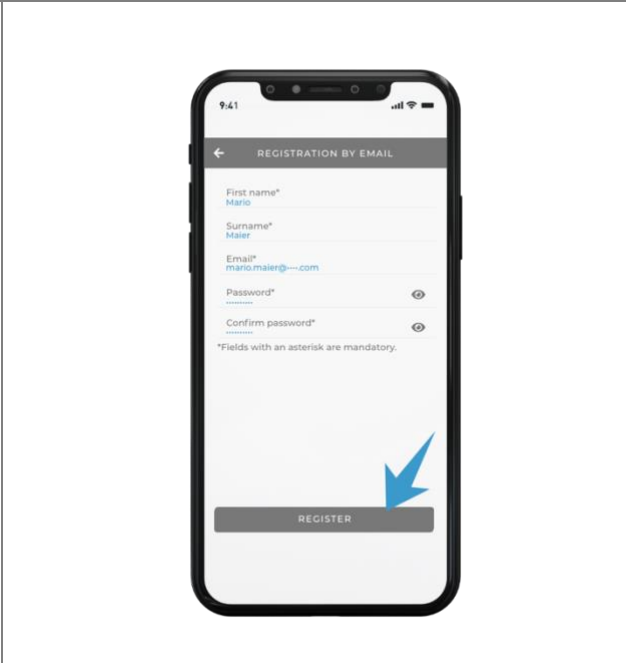 9:41
REGISTRATION BY EMAIL
First name*
Mario
Surname*
Maier
Email*
mario.maier@----.com
Password*
..........
Confirm password*
..........
*Fields with an asterisk are mandatory.
REGISTER